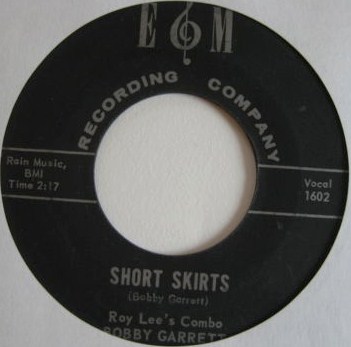 E & M
RECORDING COMPANY
Rain Music,
BMI
Time 2:17
Vocal
1602
SHORT SKIRTS
(Bobby Garrett)
Roy Lee's Combo
BOBBY GARRETT